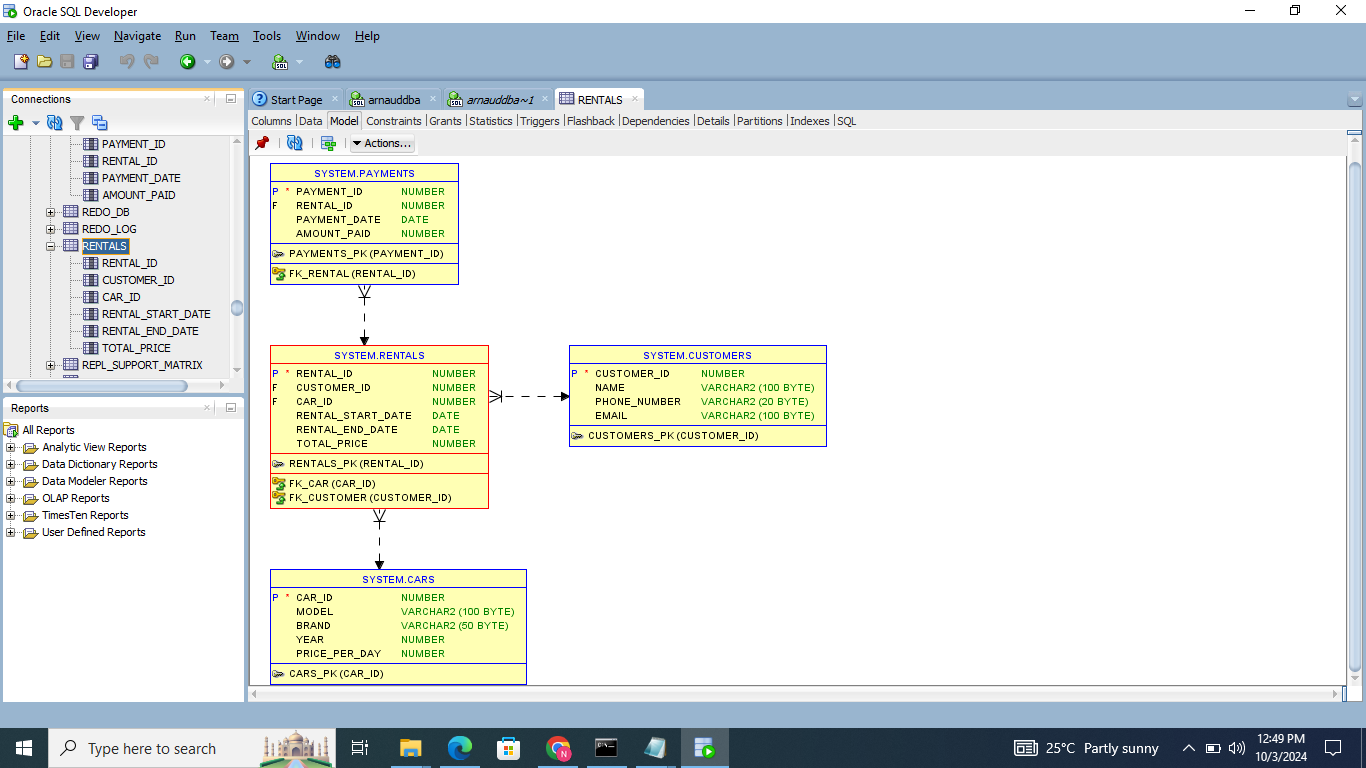 Oracle SQL Developer
File Edit View Navigate Run Team Tools Window Help
Connections
PAYMENT_ID
RENTAL_ID
PAYMENT_DATE
AMOUNT_PAID
REDO_DB
REDO_LOG
RENTALS
RENTAL_ID
CUSTOMER_ID
CAR_ID
RENTAL_START_DATE
RENTAL_END_DATE
TOTAL_PRICE
REPL_SUPPORT_MATRIX
Reports
All Reports
Analytic View Reports
Data Dictionary Reports
Data Modeler Reports
OLAP Reports
TimesTen Reports
User Defined Reports
Start Page arnauddba arnauddba~1 RENTALS
Columns Data Model Constraints Grants Statistics Triggers Flashback Dependencies Details Partitions Indexes SQL
Actions...
SYSTEM.PAYMENTS
P * PAYMENT_ID NUMBER
F RENTAL_ID NUMBER
PAYMENT_DATE DATE
AMOUNT_PAID NUMBER
PAYMENTS_PK (PAYMENT_ID)
FK_RENTAL (RENTAL_ID)
SYSTEM.RENTALS
P * RENTAL_ID NUMBER
F CUSTOMER_ID NUMBER
F CAR_ID NUMBER
RENTAL_START_DATE DATE
RENTAL_END_DATE DATE
TOTAL_PRICE NUMBER
RENTALS_PK (RENTAL_ID)
FK_CAR (CAR_ID)
FK_CUSTOMER (CUSTOMER_ID)
SYSTEM.CUSTOMERS
P * CUSTOMER_ID NUMBER
NAME VARCHAR2 (100 BYTE)
PHONE_NUMBER VARCHAR2 (20 BYTE)
EMAIL VARCHAR2 (100 BYTE)
CUSTOMERS_PK (CUSTOMER_ID)
SYSTEM.CARS
P * CAR_ID NUMBER
MODEL VARCHAR2 (100 BYTE)
BRAND VARCHAR2 (50 BYTE)
YEAR NUMBER
PRICE_PER_DAY NUMBER
CARS_PK (CAR_ID)
Type here to search
25°C Partly sunny
12:49 PM
10/3/2024